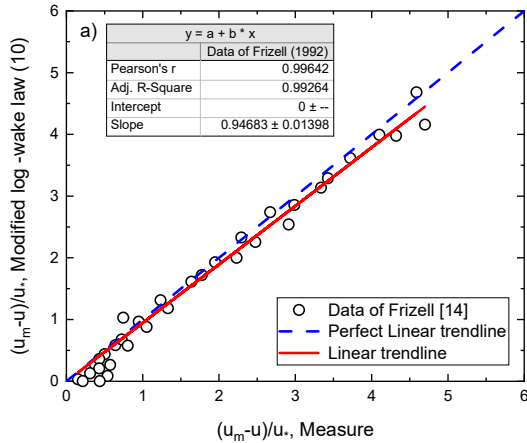 a)
y = a + b * x
Data of Frizell (1992)
Pearson's r 0.99642
Adj. R-Square 0.99264
Intercept 0 ± --
Slope 0.94683 ± 0.01398
6
5
4
3
2
1
0
(um-u)/u*, Modified log -wake law (10)
Data of Frizell [14]
Perfect Linear trendline
Linear trendline
0 1 2 3 4 5 6
(um-u)/u*, Measure